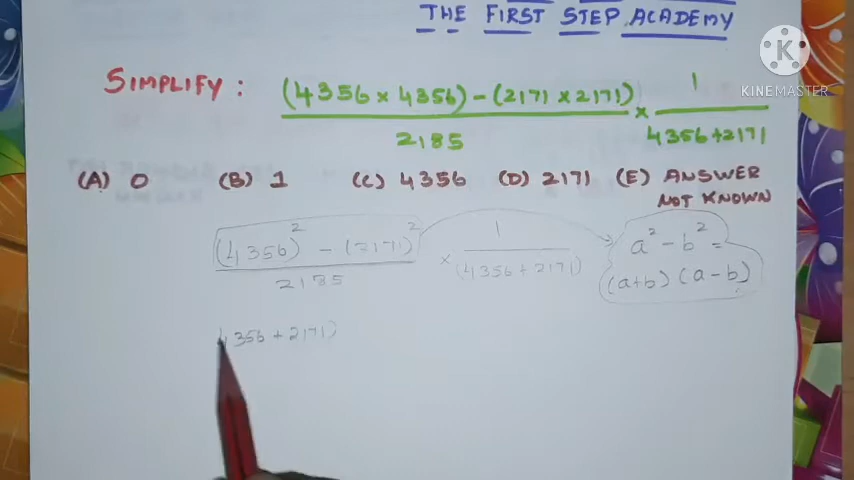 THE FIRST STEP ACADEMY
K
KINEMASTER
SIMPLIFY : (4356 x 4356) - (2171 x 2171) / 2185 x 1 / 4356+2171
(A) 0 (B) 1 (C) 4356 (D) 2171 (E) ANSWER NOT KNOWN
(4356)² - (2171)² / 2185 x 1 / (4356 + 2171)
a² - b² =
(a+b) (a-b)
4356 + 2171)